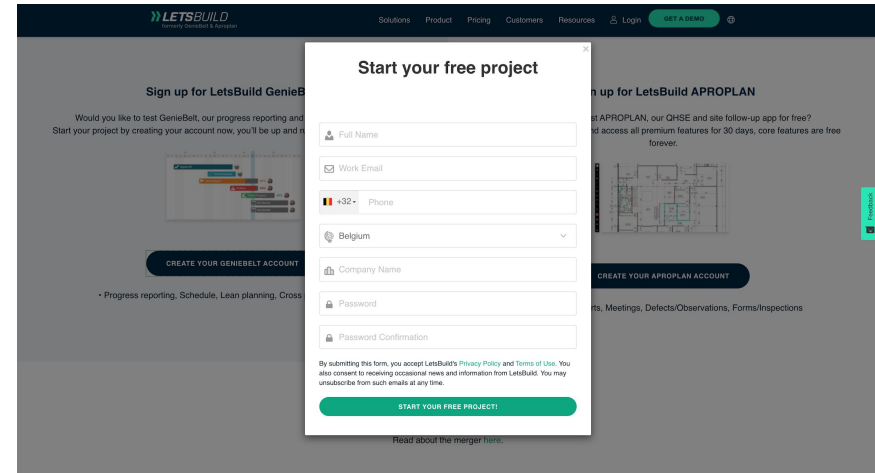 LETSBUILD
formerly GenieBelt & Aproplan
Solutions Product Pricing Customers Resources Login GET A DEMO
×
Start your free project
Sign up for LetsBuild GenieB
n up for LetsBuild APROPLAN
Would you like to test GenieBelt, our progress reporting and
Start your project by creating your account now, you'll be up and ru
st APROPLAN, our QHSE and site follow-up app for free?
nd access all premium features for 30 days, core features are free
forever.
Full Name
Work Email
+32 Phone
Belgium
Company Name
Password
Password Confirmation
CREATE YOUR GENIEBELT ACCOUNT
CREATE YOUR APROPLAN ACCOUNT
• Progress reporting, Schedule, Lean planning, Cross
rts, Meetings, Defects/Observations, Forms/Inspections
By submitting this form, you accept LetsBuild's Privacy Policy and Terms of Use. You
also consent to receiving occasional news and information from LetsBuild. You may
unsubscribe from such emails at any time.
START YOUR FREE PROJECT!
Read about the merger here.
Feedback